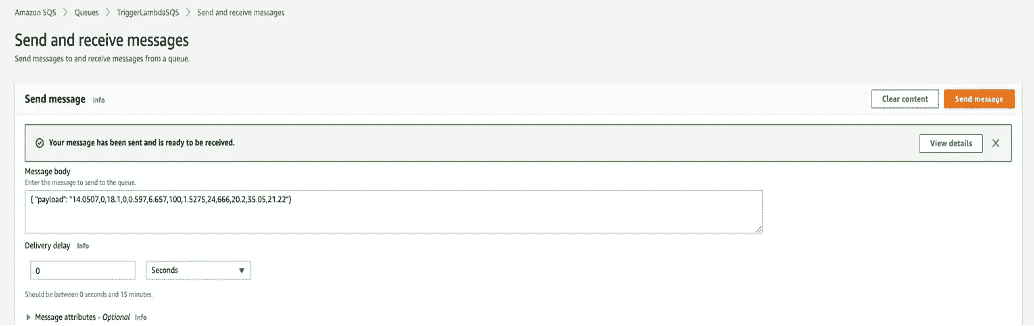 Amazon SQS > Queues > TriggerLambdaSQS > Send and receive messages
Send and receive messages
Send messages to and receive messages from a queue.
Send message Info Clear content Send message
Your message has been sent and is ready to be received. View details X
Message body
Enter the message to send to the queue.
{ "payload": "14.0507,0,18.1,0,0.597,6.657,100,1.5275,24,666,20.2,35.05,21.22"}
Delivery delay Info
0 Seconds
Should be between 0 seconds and 15 minutes.
Message attributes - Optional Info